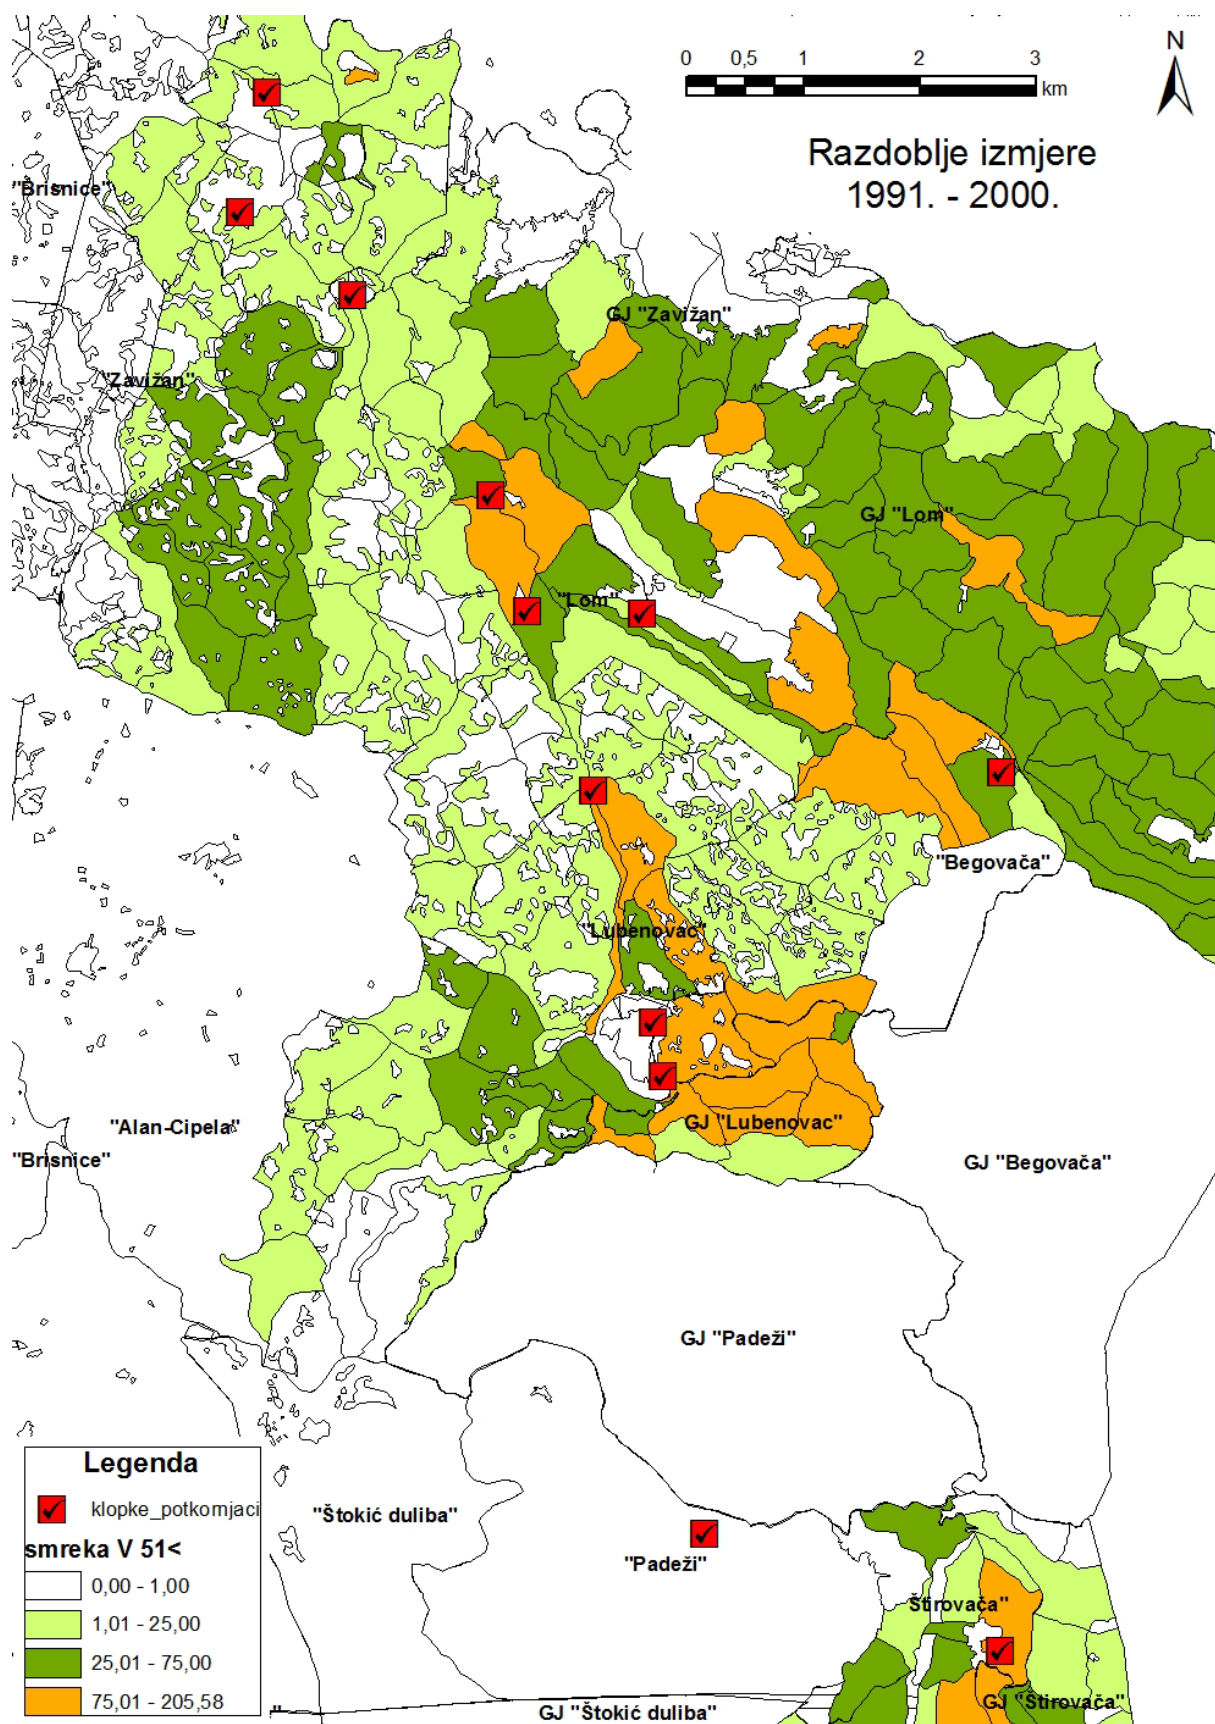 N
0 0,5 1 2 3
km
Razdoblje izmjere
1991. - 2000.
"Brisnice"
GJ "Zavižan"
"Zavižan"
GJ "Lom"
"Lom"
"Begovača"
"Lubenovac"
GJ "Lubenovac"
"Alan-Cipela"
"Brisnice"
GJ "Begovača"
GJ "Padeži"
"Štokić duliba"
"Padeži"
Štirovača"
GJ "Štirovača"
GJ "Štokić duliba"
Legenda
klopke_potkornjaci
smreka V 51<
0,00 - 1,00
1,01 - 25,00
25,01 - 75,00
75,01 - 205,58